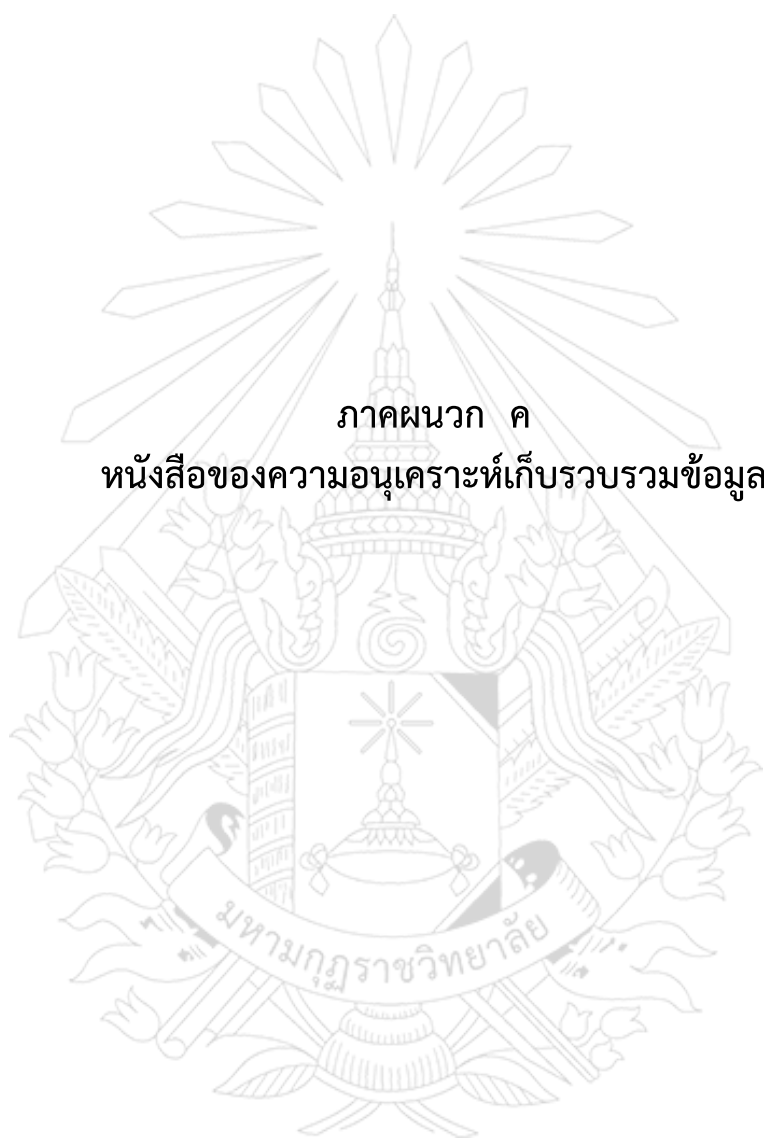 ภาคผนวก ค
หนังสือของความอนุเคราะห์เก็บรวบรวมข้อมูล
มหามกุฏราชวิทยาลัย